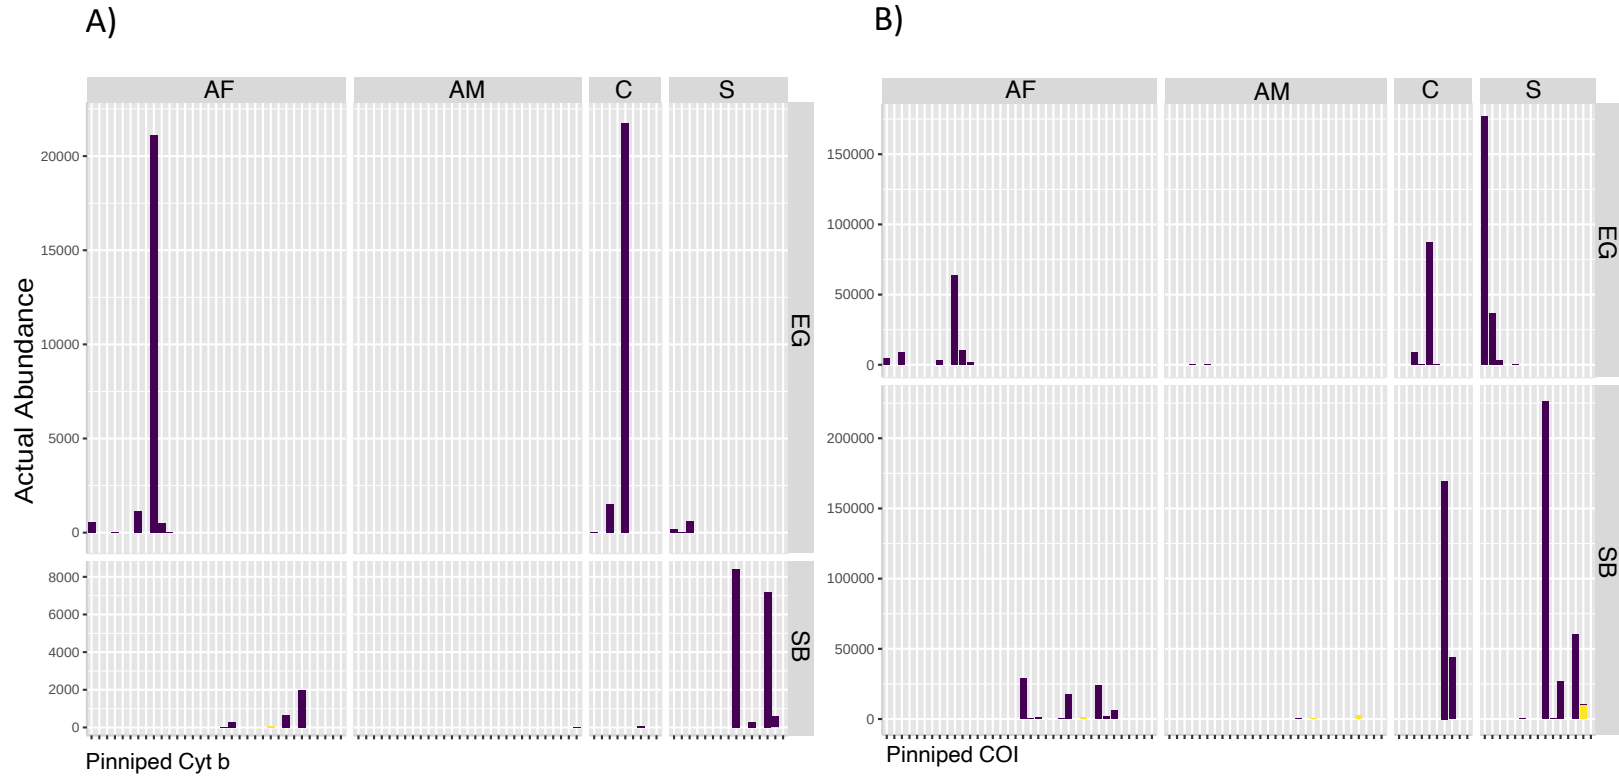 A)
B)
AF AM C S
AF AM C S
Actual Abundance
20000
15000
10000
5000
0
EG
8000
6000
4000
2000
0
SB
Pinniped Cyt b
150000
100000
50000
0
EG
200000
150000
100000
50000
0
SB
Pinniped COI